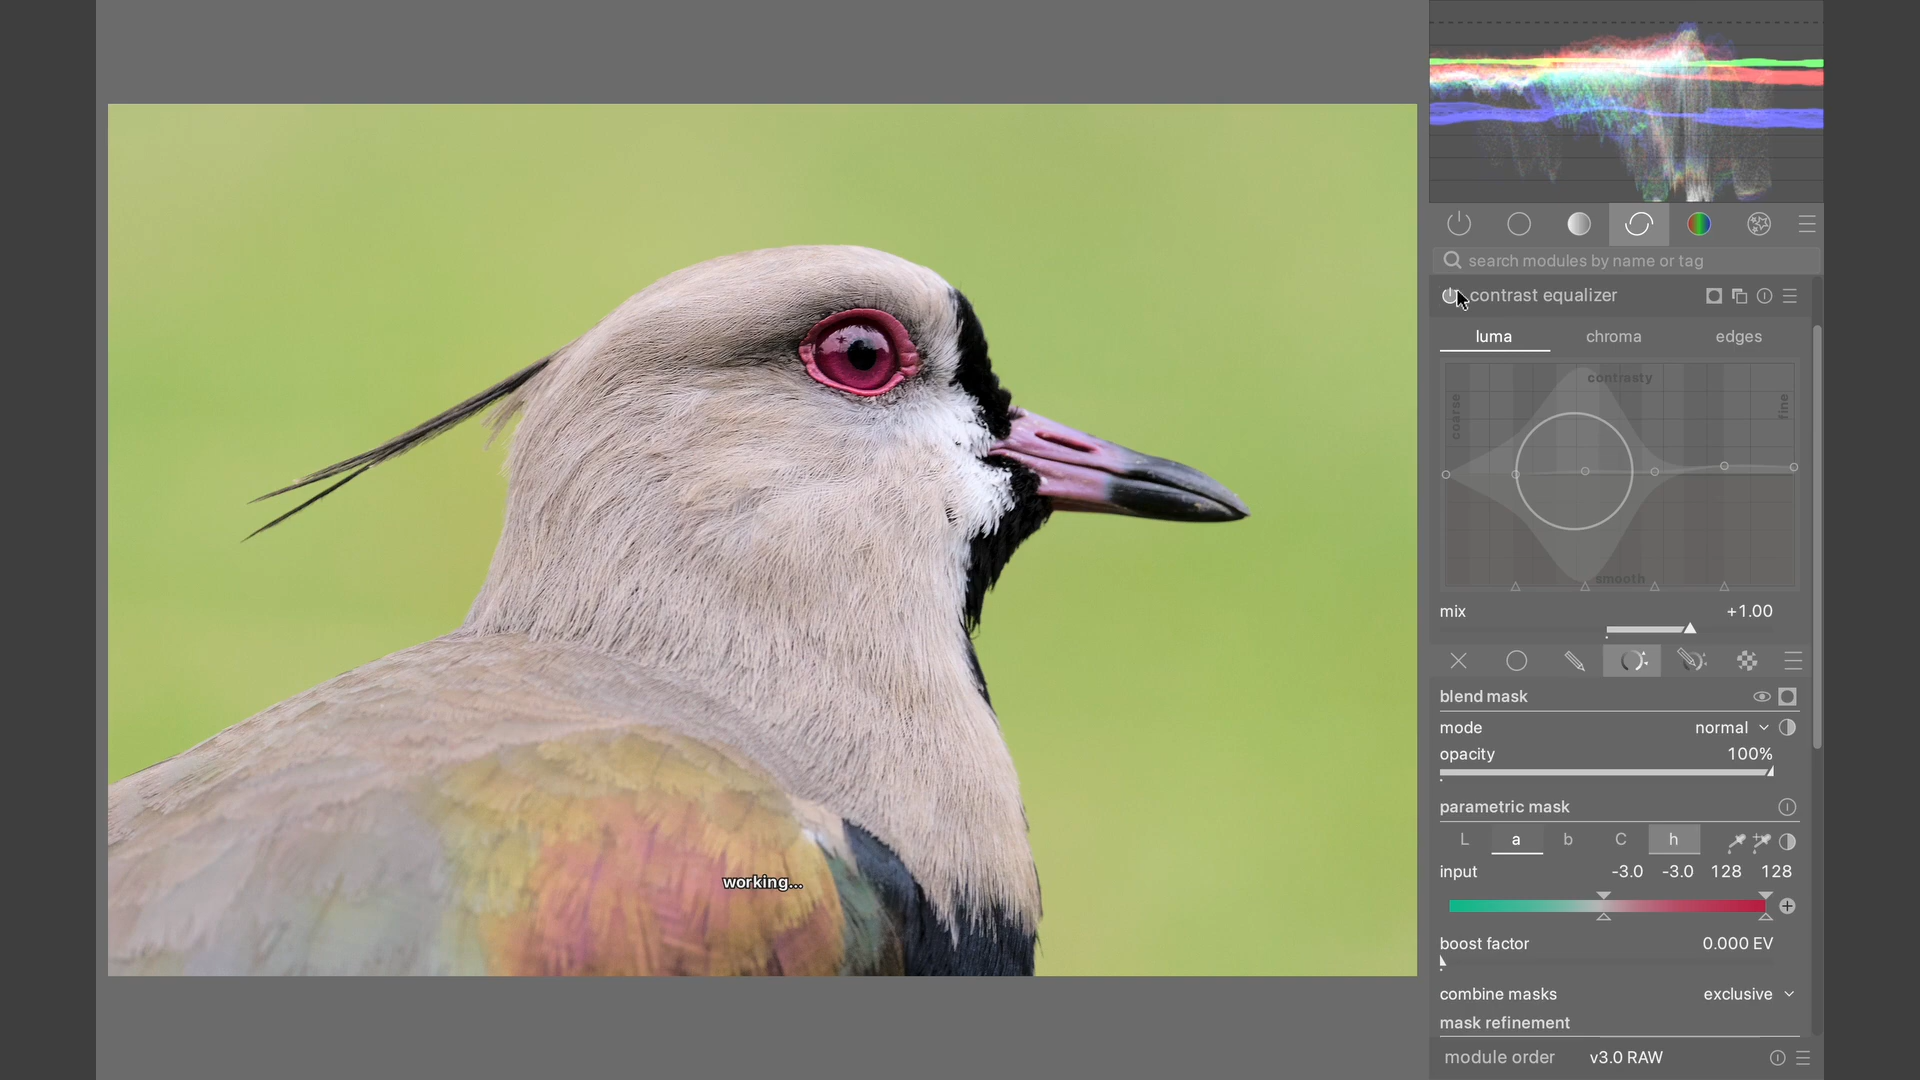 search modules by name or tag
contrast equalizer
luma chroma edges
contrasty
coarse
fine
smooth
mix +1.00
blend mask
mode normal
opacity 100%
parametric mask
L a b C h
input -3.0 -3.0 128 128
boost factor 0.000 EV
combine masks exclusive
mask refinement
module order v3.0 RAW
working...